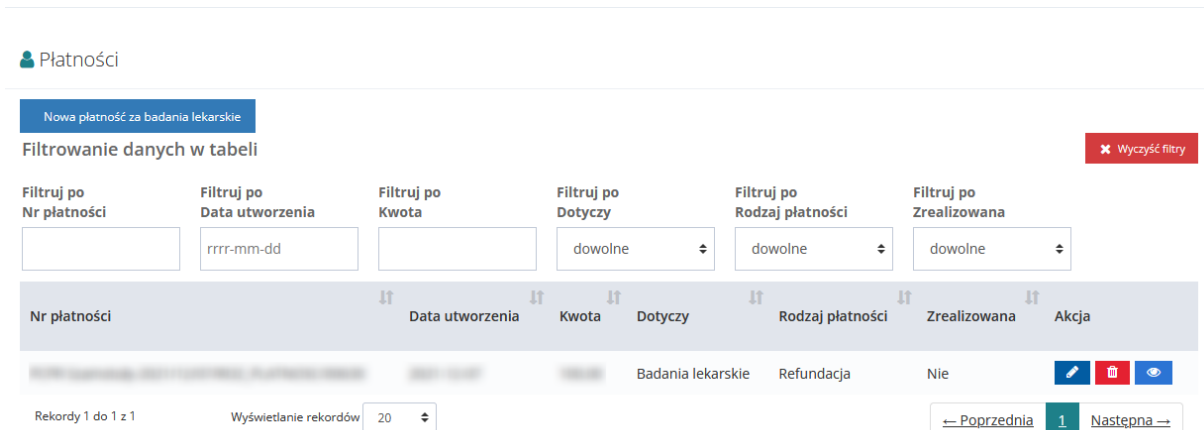 Płatności
Nowa płatność za badania lekarskie
Filtrowanie danych w tabeli
Wyczyść filtry
Filtruj po Filtruj po Filtruj po Filtruj po Filtruj po Filtruj po
Nr płatności Data utworzenia Kwota Dotyczy Rodzaj płatności Zrealizowana
rrrr-mm-dd dowolne dowolne dowolne
Nr płatności Data utworzenia Kwota Dotyczy Rodzaj płatności Zrealizowana Akcja
Badania lekarskie Refundacja Nie
Rekordy 1 do 1 z 1 Wyświetlanie rekordów 20 ← Poprzednia 1 Następna →